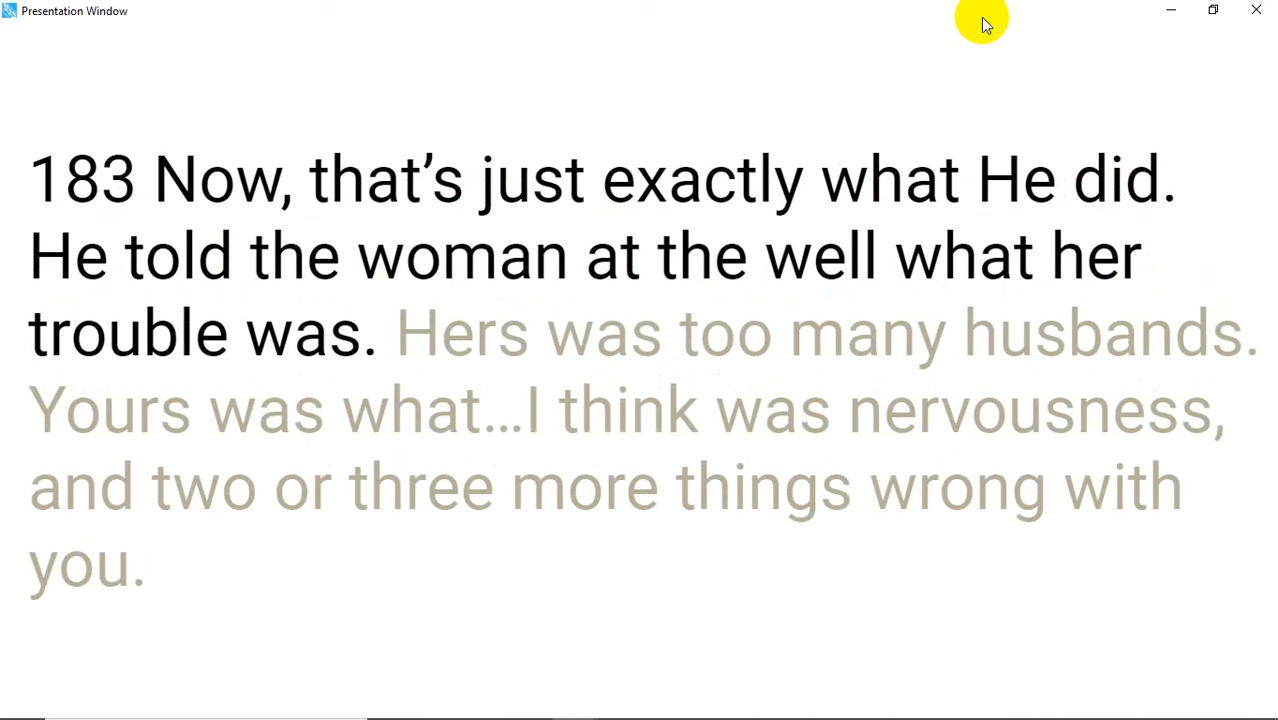 Presentation Window
183 Now, that’s just exactly what He did.
He told the woman at the well what her
trouble was. Hers was too many husbands.
Yours was what…I think was nervousness,
and two or three more things wrong with
you.